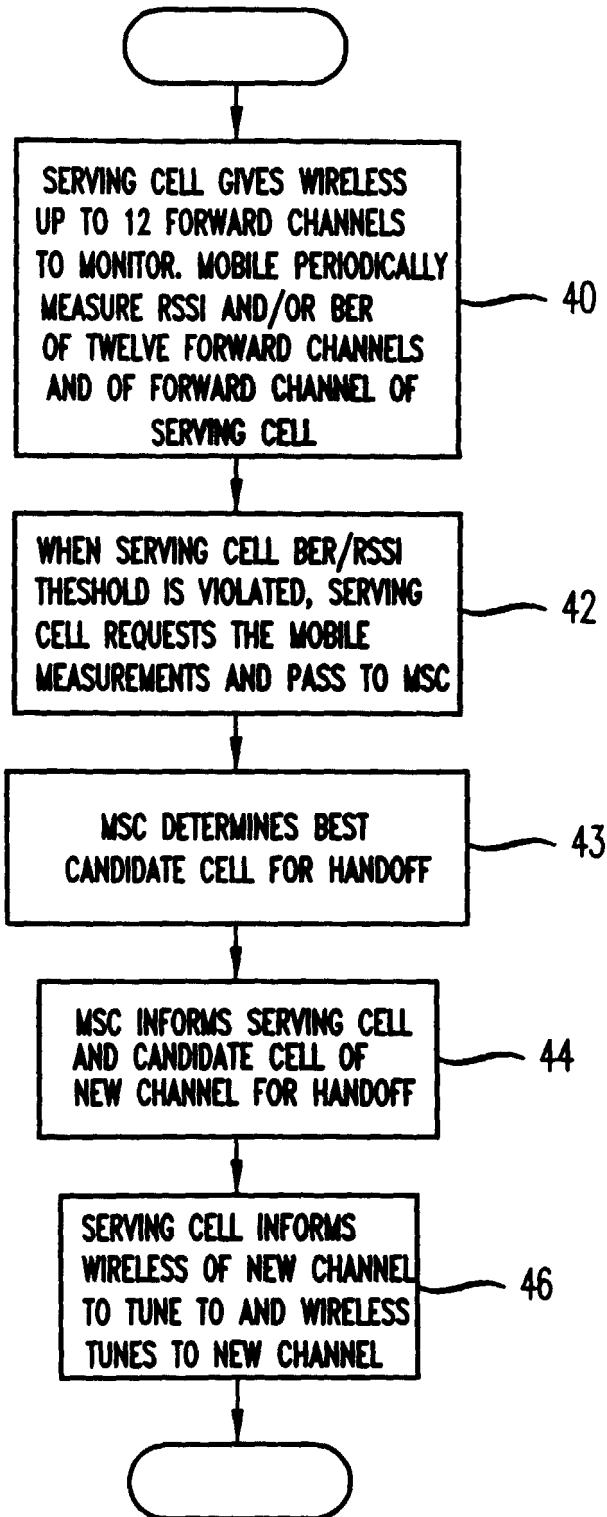 SERVING CELL GIVES WIRELESS
UP TO 12 FORWARD CHANNELS
TO MONITOR. MOBILE PERIODICALLY
MEASURE RSSI AND/OR BER
OF TWELVE FORWARD CHANNELS
AND OF FORWARD CHANNEL OF
SERVING CELL
40
WHEN SERVING CELL BER/RSSI
THESHOLD IS VIOLATED, SERVING
CELL REQUESTS THE MOBILE
MEASUREMENTS AND PASS TO MSC
42
MSC DETERMINES BEST
CANDIDATE CELL FOR HANDOFF
43
MSC INFORMS SERVING CELL
AND CANDIDATE CELL OF
NEW CHANNEL FOR HANDOFF
44
SERVING CELL INFORMS
WIRELESS OF NEW CHANNEL
TO TUNE TO AND WIRELESS
TUNES TO NEW CHANNEL
46